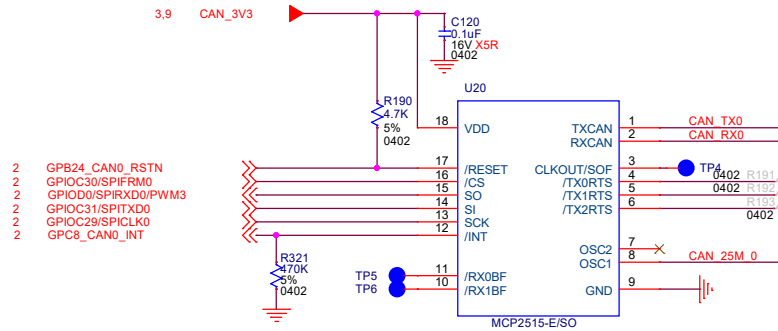 3,9 CAN_3V3
C120
0.1uF
16V X5R
0402
U20
R190
4.7K
5%
0402
18 VDD TXCAN 1 CAN_TX0
RXCAN 2 CAN_RX0
2 GPB24_CAN0_RSTN 17 /RESET CLKOUT/SOF 3 TP4
2 GPIOC30/SPIFRM0 16 /CS /TX0RTS 4 0402 R191
2 GPIOD0/SPIRXD0/PWM3 15 SO /TX1RTS 5 0402 R192
2 GPIOC31/SPITXD0 14 SI /TX2RTS 6 R193
2 GPIOC29/SPICLK0 13 SCK 0402
2 GPC8_CAN0_INT 12 /INT
OSC2 7
R321
470K
5%
0402
OSC1 8 CAN_25M_0
TP5 11 /RX0BF
TP6 10 /RX1BF GND 9
MCP2515-E/SO